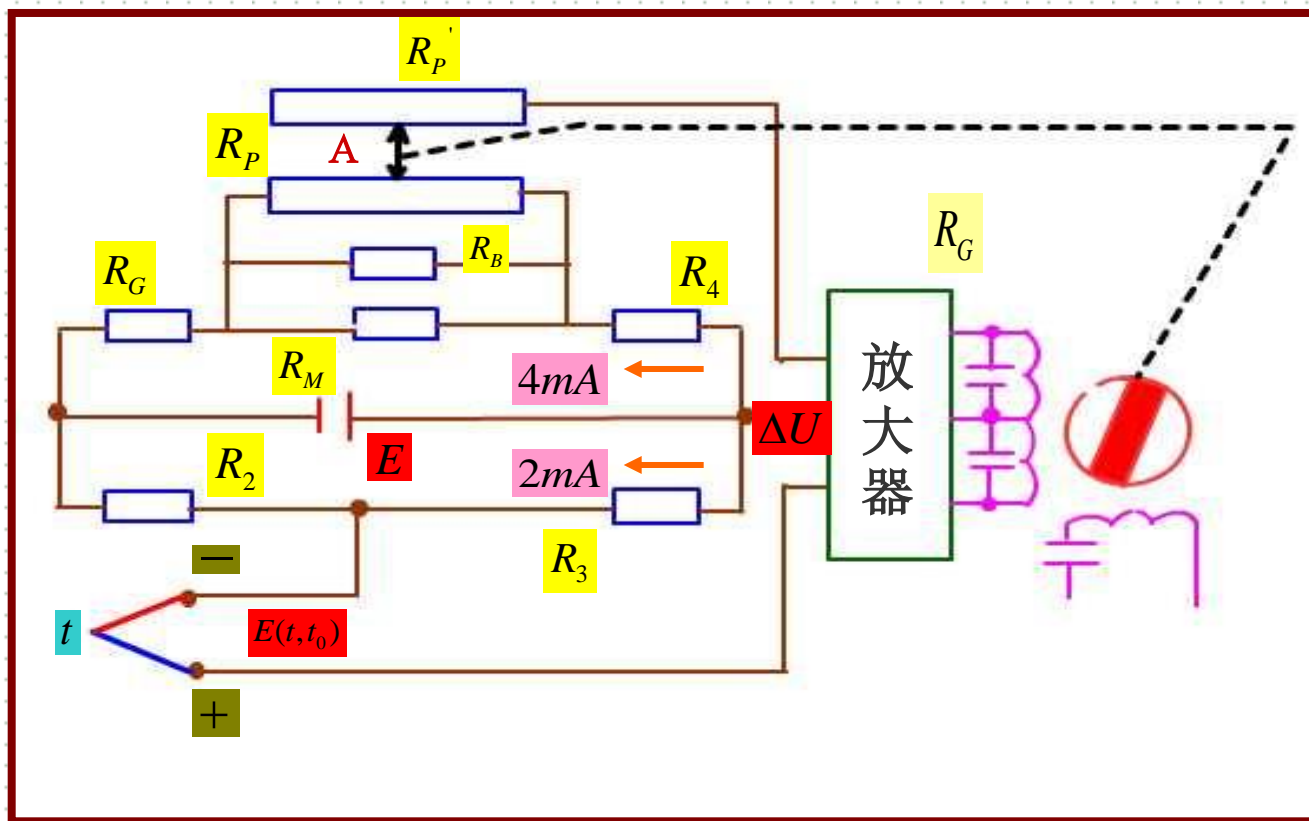 R_P'
R_P
A
R_B
R_G
R_4
R_G
R_M
4mA
放大器
ΔU
R_2
E
2mA
R_3
−
t
E(t,t_0)
+